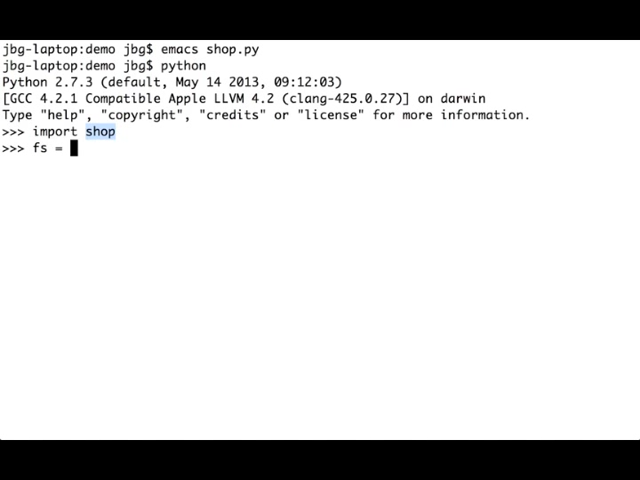 jbg-laptop:demo jbg$ emacs shop.py
jbg-laptop:demo jbg$ python
Python 2.7.3 (default, May 14 2013, 09:12:03)
[GCC 4.2.1 Compatible Apple LLVM 4.2 (clang-425.0.27)] on darwin
Type "help", "copyright", "credits" or "license" for more information.
>>> import shop
>>> fs =